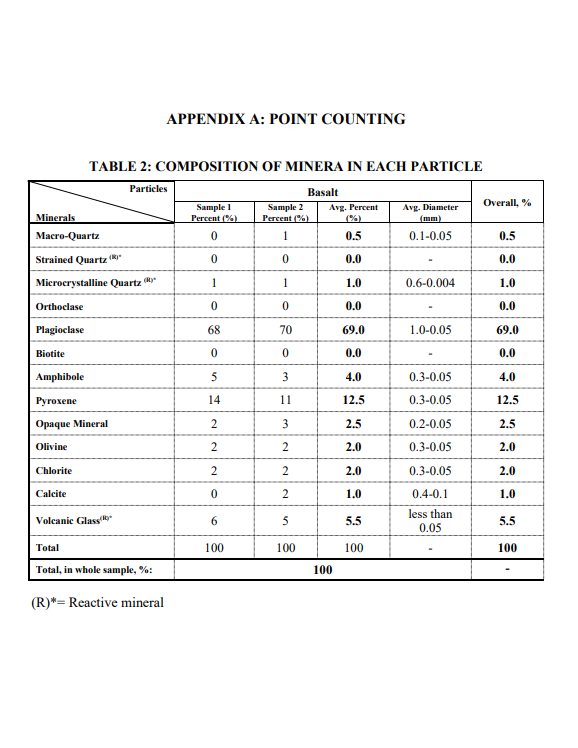 APPENDIX A: POINT COUNTING
TABLE 2: COMPOSITION OF MINERA IN EACH PARTICLE
Particles
Minerals
Basalt
Overall, %
Sample 1 Percent (%) Sample 2 Percent (%) Avg. Percent (%) Avg. Diameter (mm)
Macro-Quartz 0 1 0.5 0.1-0.05 0.5
Strained Quartz (R)* 0 0 0.0 - 0.0
Microcrystalline Quartz (R)* 1 1 1.0 0.6-0.004 1.0
Orthoclase 0 0 0.0 - 0.0
Plagioclase 68 70 69.0 1.0-0.05 69.0
Biotite 0 0 0.0 - 0.0
Amphibole 5 3 4.0 0.3-0.05 4.0
Pyroxene 14 11 12.5 0.3-0.05 12.5
Opaque Mineral 2 3 2.5 0.2-0.05 2.5
Olivine 2 2 2.0 0.3-0.05 2.0
Chlorite 2 2 2.0 0.3-0.05 2.0
Calcite 0 2 1.0 0.4-0.1 1.0
Volcanic Glass(R)* 6 5 5.5 less than 0.05 5.5
Total 100 100 100 - 100
Total, in whole sample, %: 100 -
(R)*= Reactive mineral